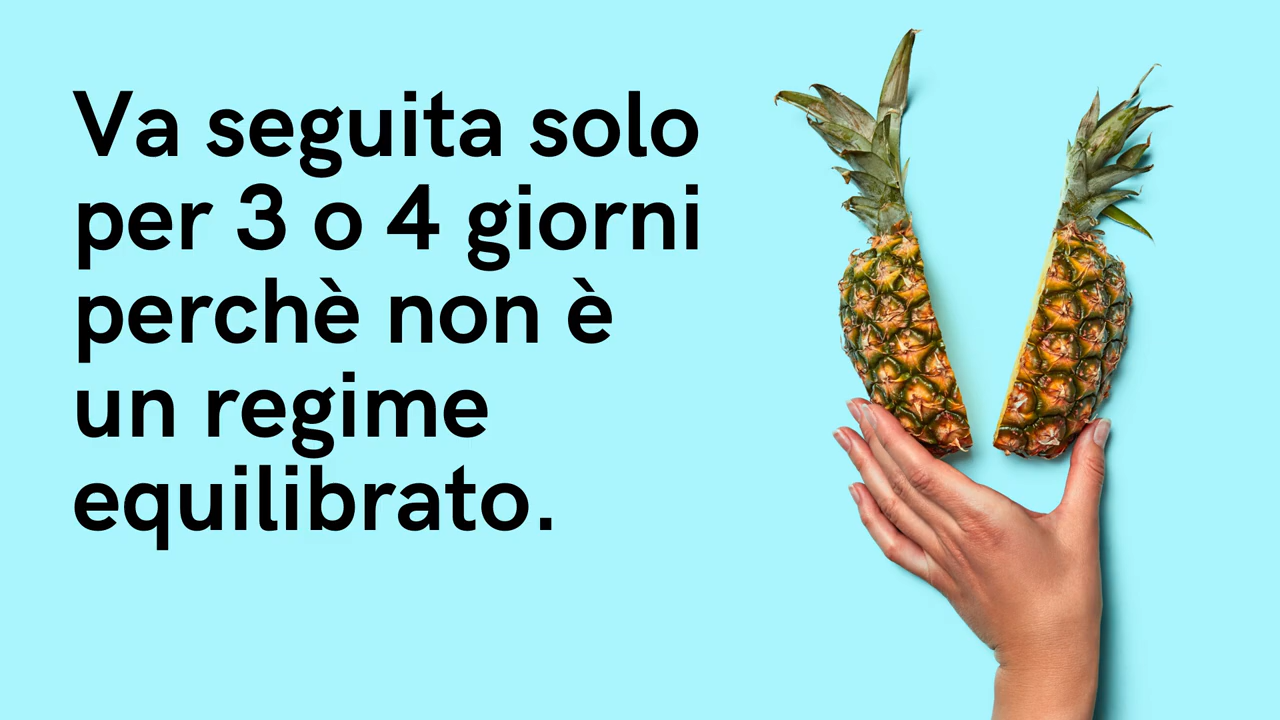 Va seguita solo
per 3 o 4 giorni
perchè non è
un regime
equilibrato.